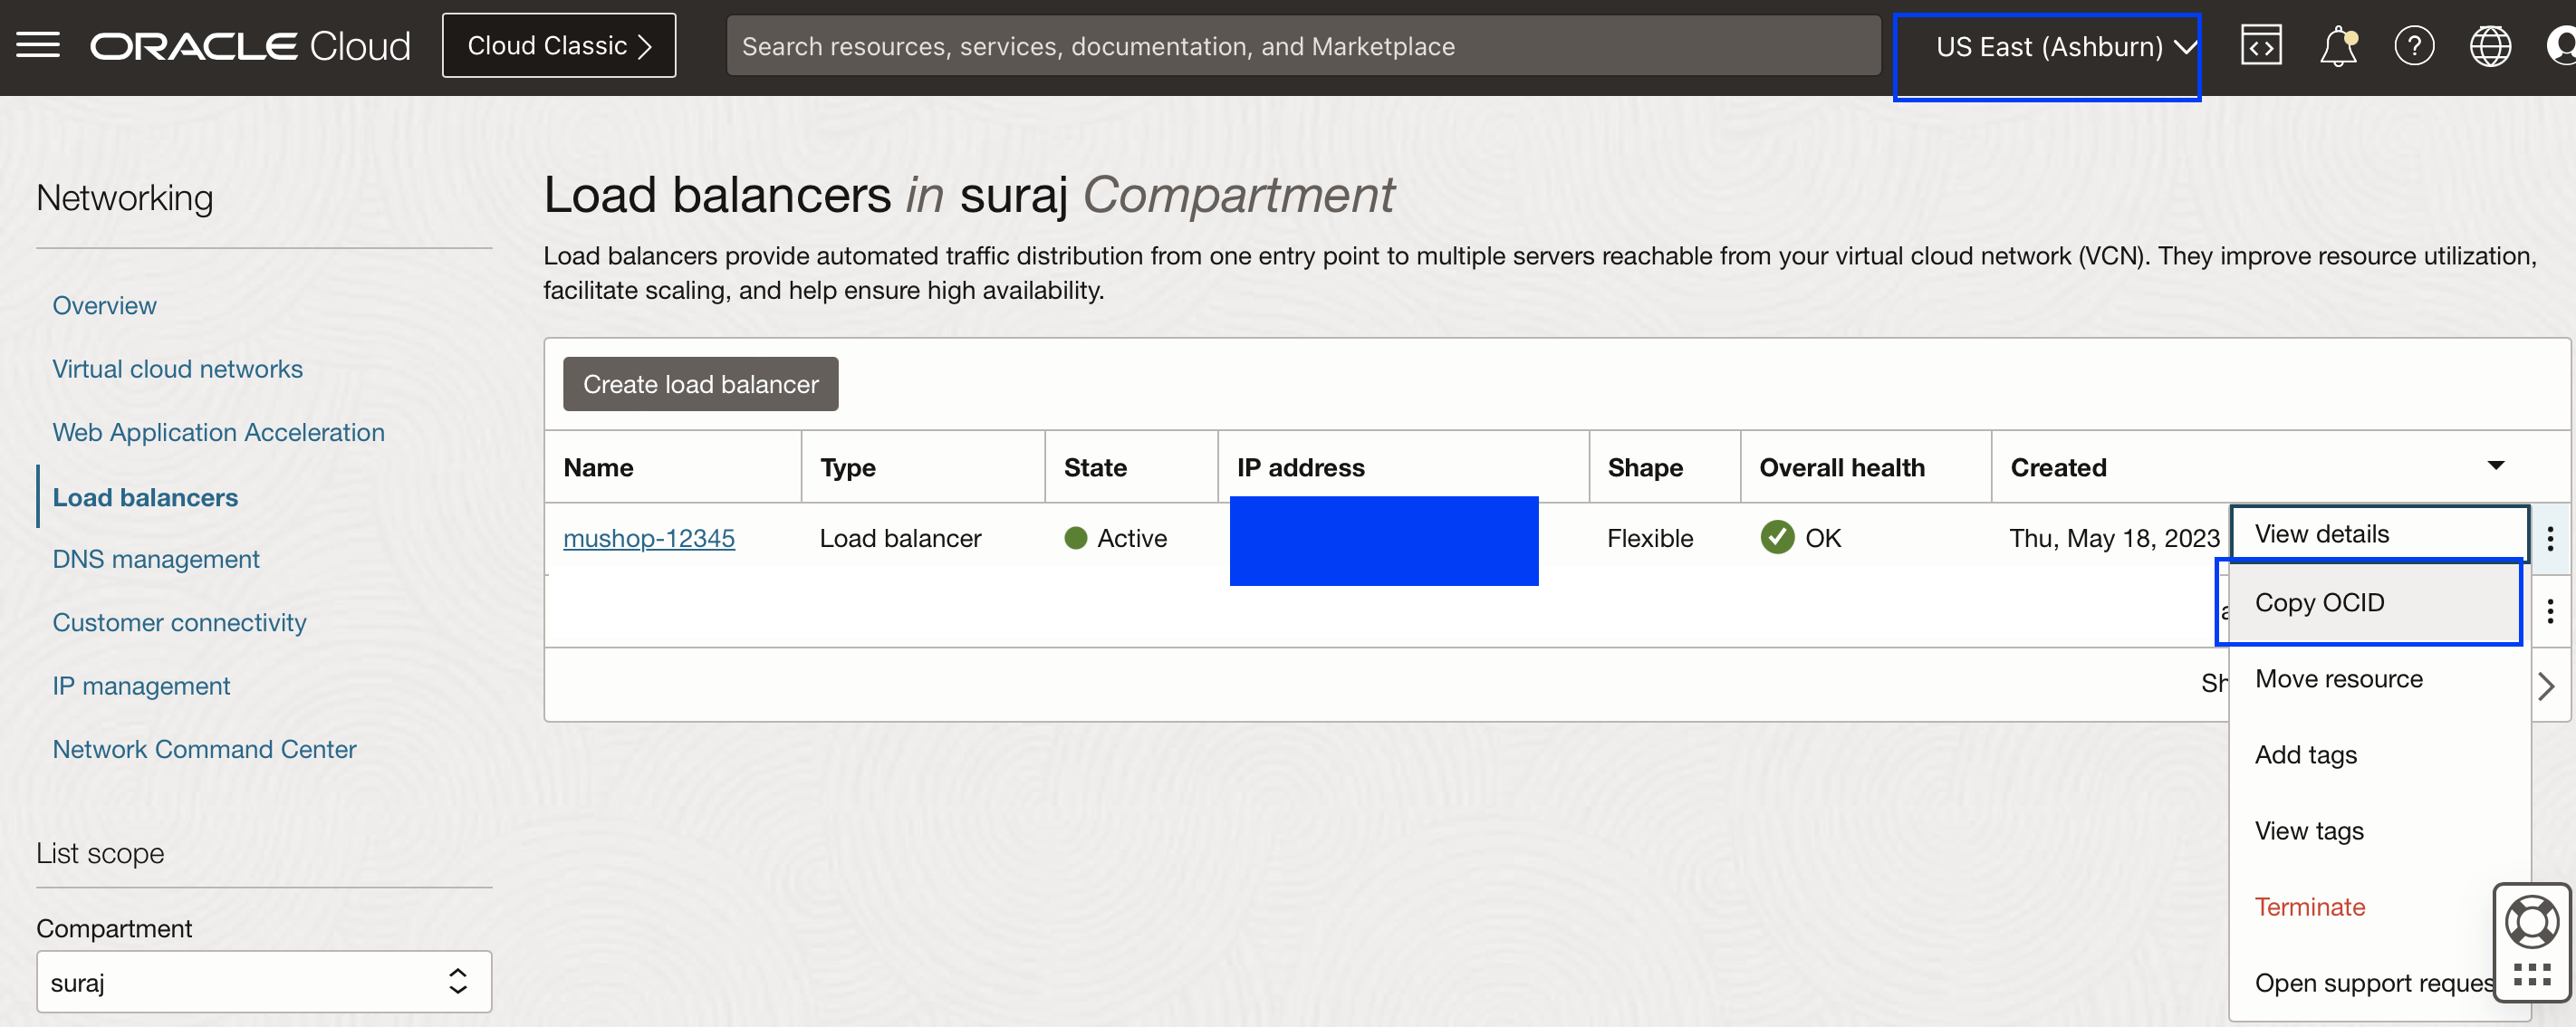 ORACLE Cloud
Cloud Classic
Search resources, services, documentation, and Marketplace
US East (Ashburn)
Networking
Overview
Virtual cloud networks
Web Application Acceleration
Load balancers
DNS management
Customer connectivity
IP management
Network Command Center
List scope
Compartment
suraj
Load balancers in suraj Compartment
Load balancers provide automated traffic distribution from one entry point to multiple servers reachable from your virtual cloud network (VCN). They improve resource utilization,
facilitate scaling, and help ensure high availability.
Create load balancer
Name Type State IP address Shape Overall health Created
mushop-12345 Load balancer Active Flexible OK Thu, May 18, 2023
View details
Copy OCID
Move resource
Add tags
View tags
Terminate
Open support